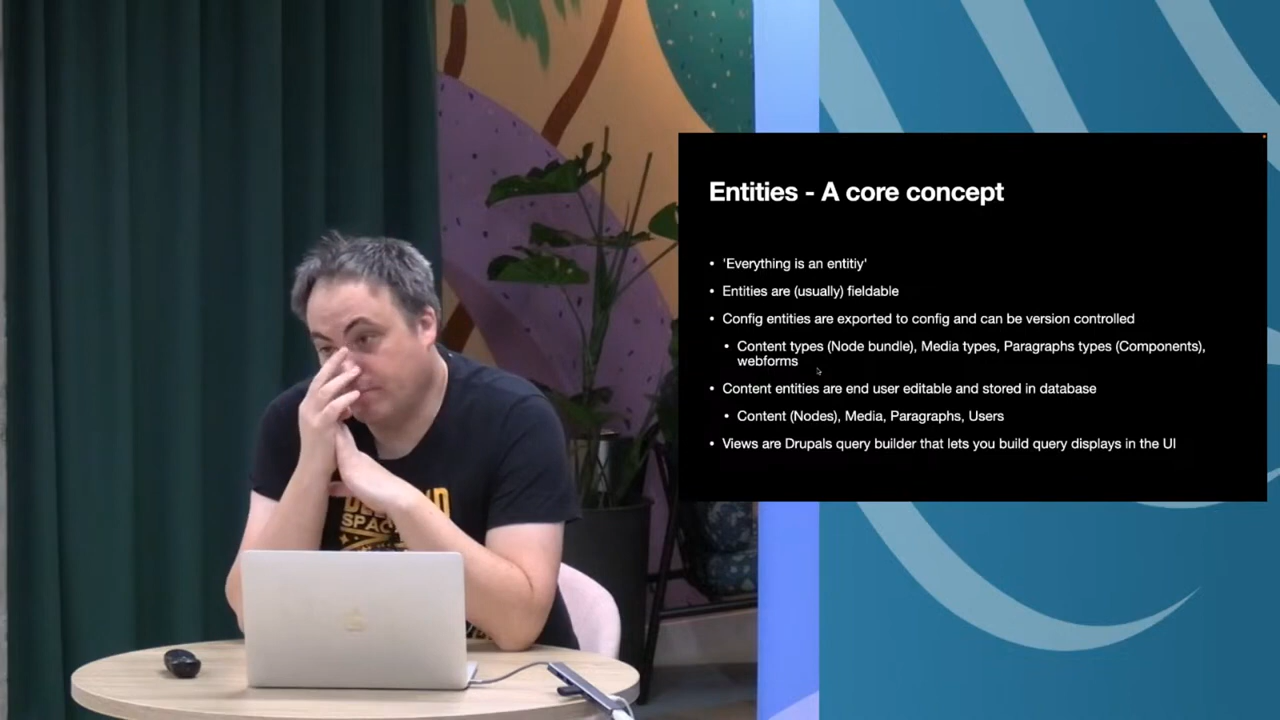 Entities - A core concept
• 'Everything is an entitiy'
• Entities are (usually) fieldable
• Config entities are exported to config and can be version controlled
• Content types (Node bundle), Media types, Paragraphs types (Components),
webforms
• Content entities are end user editable and stored in database
• Content (Nodes), Media, Paragraphs, Users
• Views are Drupals query builder that lets you build query displays in the UI